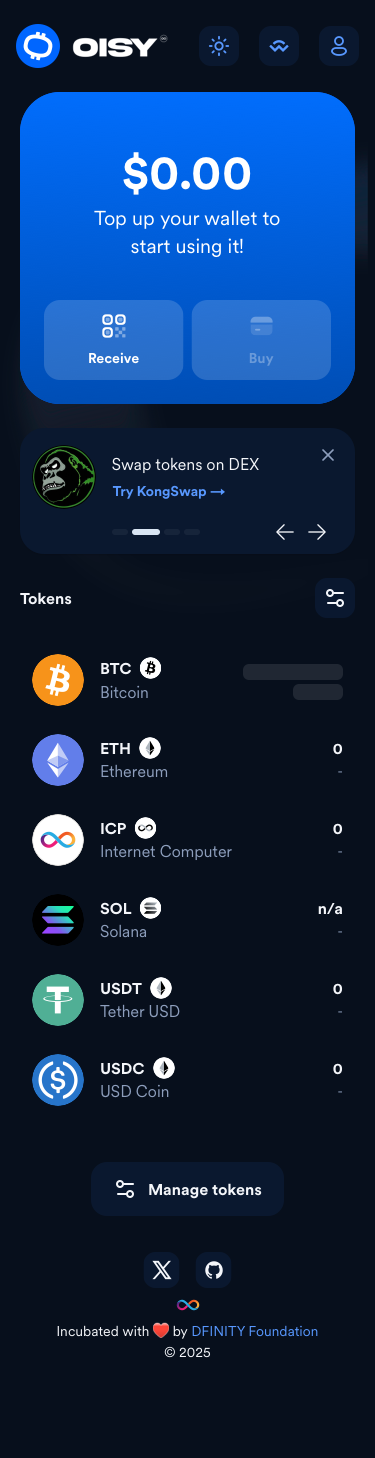 OISY
$0.00
Top up your wallet to
start using it!
Receive
Buy
Swap tokens on DEX
Try KongSwap →
Tokens
BTC
Bitcoin
ETH
0
Ethereum
-
ICP
0
Internet Computer
-
SOL
n/a
Solana
-
USDT
0
Tether USD
-
USDC
0
USD Coin
-
Manage tokens
Incubated with ❤️ by DFINITY Foundation
© 2025